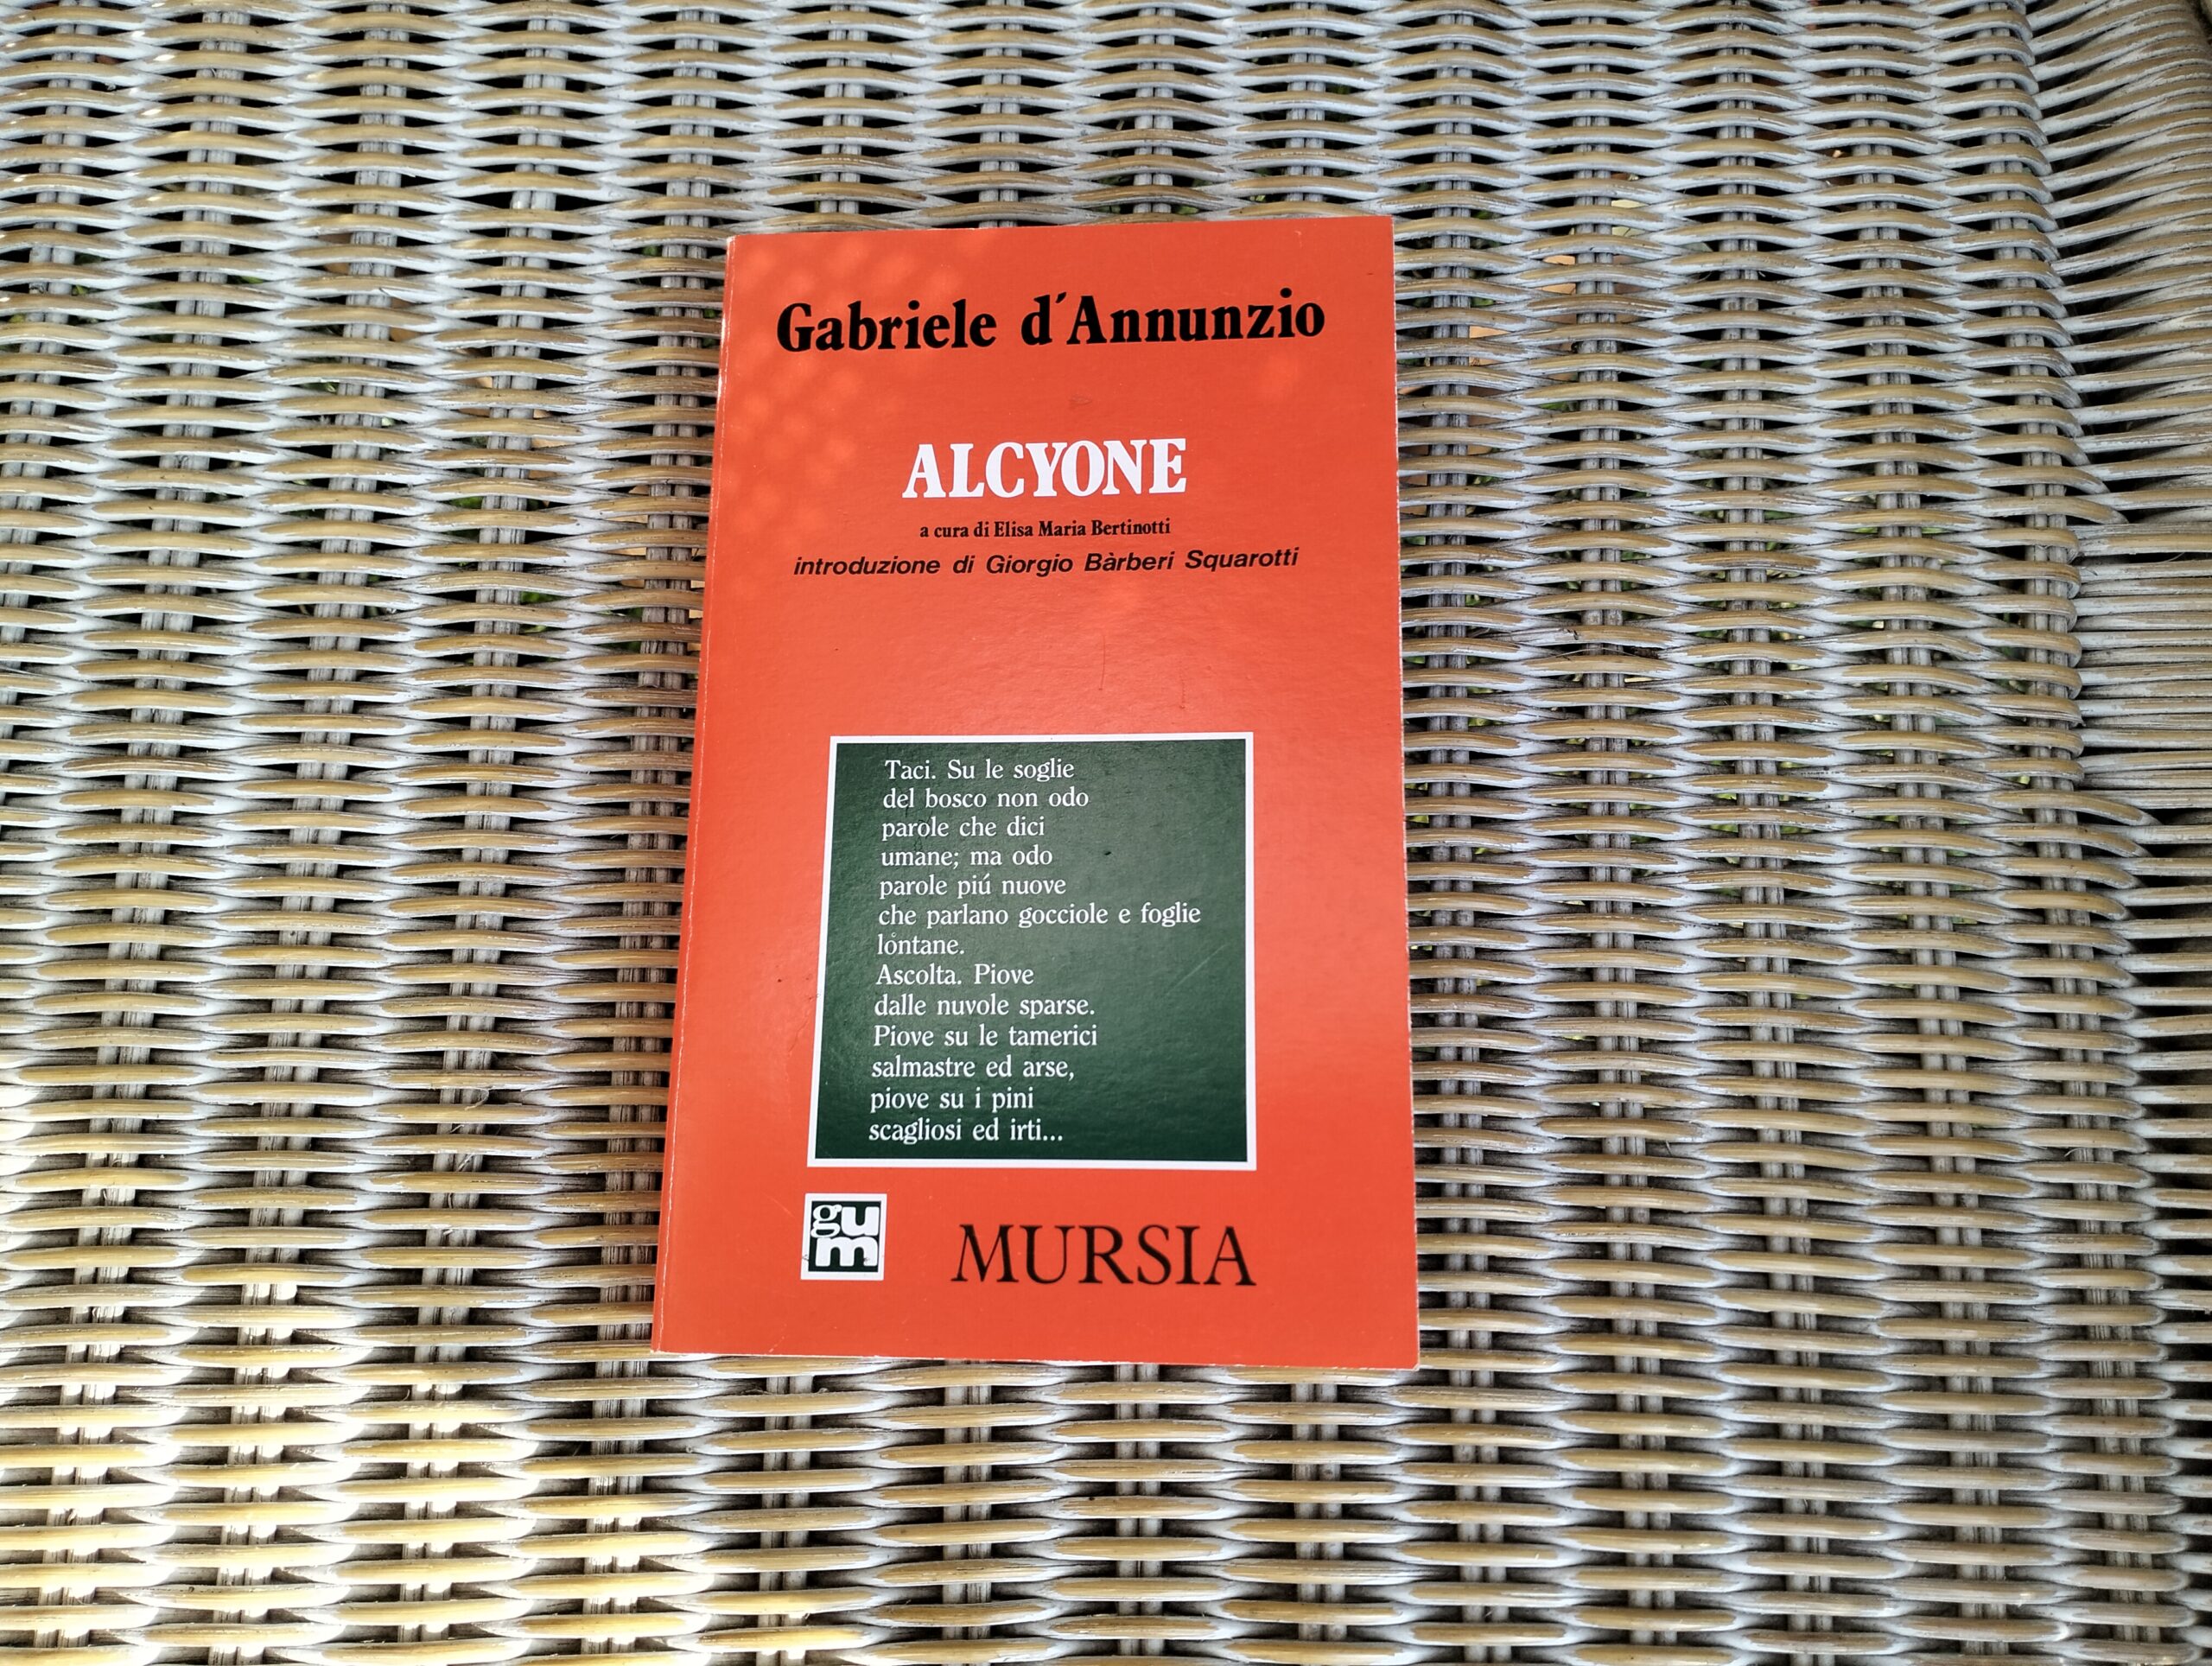 Gabriele d'Annunzio
ALCYONE
a cura di Elisa Maria Bertinotti
introduzione di Giorgio Bàrberi Squarotti
Taci. Su le soglie
del bosco non odo
parole che dici
umane; ma odo
parole piú nuove
che parlano gocciole e foglie
lontane.
Ascolta. Piove
dalle nuvole sparse.
Piove su le tamerici
salmastre ed arse,
piove su i pini
scagliosi ed irti...
gum
MURSIA